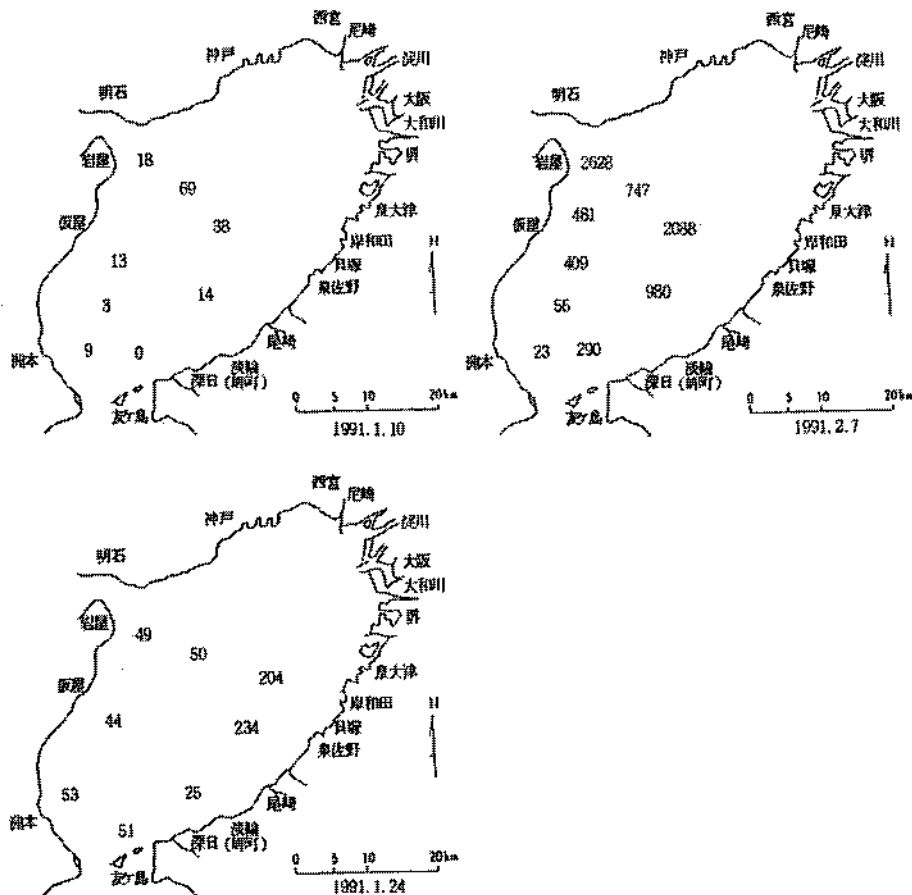 西宮
尼崎
神戸
淀川
明石
大阪
大和川
岩屋
18
堺
69
泉大津
仮屋
38
岸和田
N
13
貝塚
泉佐野
3
14
尾崎
9
0
洲本
淡輪
深日(岬町)
友ケ島
0 5 10 20km
1991.1.10
西宮
尼崎
神戸
淀川
明石
大阪
大和川
岩屋
2628
堺
747
泉大津
仮屋
481
2088
岸和田
N
409
貝塚
泉佐野
56
980
尾崎
23
290
洲本
淡輪
深日(岬町)
友ケ島
0 5 10 20km
1991.2.7
西宮
尼崎
神戸
淀川
明石
大阪
大和川
岩屋
49
堺
50
泉大津
仮屋
204
岸和田
N
44
234
貝塚
泉佐野
53
25
尾崎
洲本
51
淡輪
深日(岬町)
友ケ島
0 5 10 20km
1991.1.24